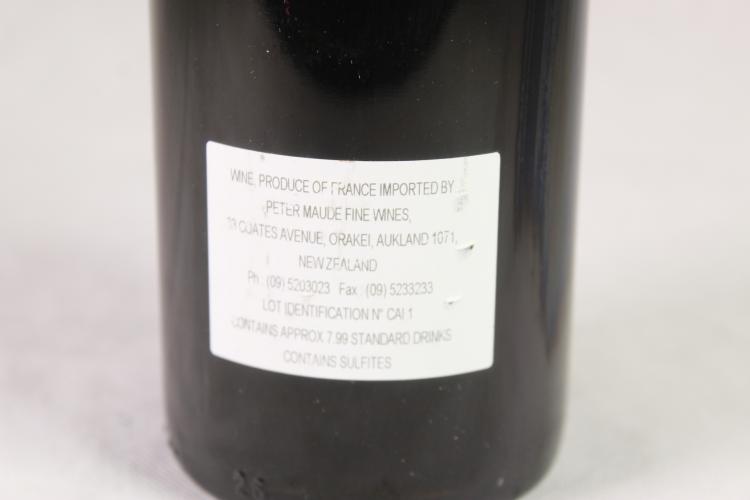 WINE, PRODUCE OF FRANCE IMPORTED BY
PETER MAUDE FINE WINES,
COATES AVENUE, ORAKEI, AUKLAND 1071,
NEW ZEALAND
Ph : (09) 5203023 Fax : (09) 5233233
LOT IDENTIFICATION N° CAI 1
CONTAINS APPROX 7.99 STANDARD DRINKS
CONTAINS SULFITES